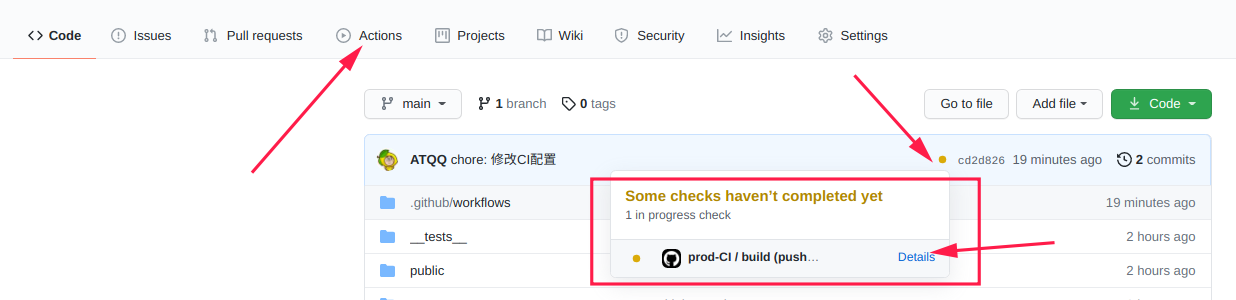 Code Issues Pull requests Actions Projects Wiki Security Insights Settings
main 1 branch 0 tags Go to file Add file Code
ATQQ chore: 修改CI配置 cd2d826 19 minutes ago 2 commits
Some checks haven't completed yet
.github/workflows 19 minutes ago
1 in progress check
__tests__ 2 hours ago
prod-CI / build (push… Details
public 2 hours ago